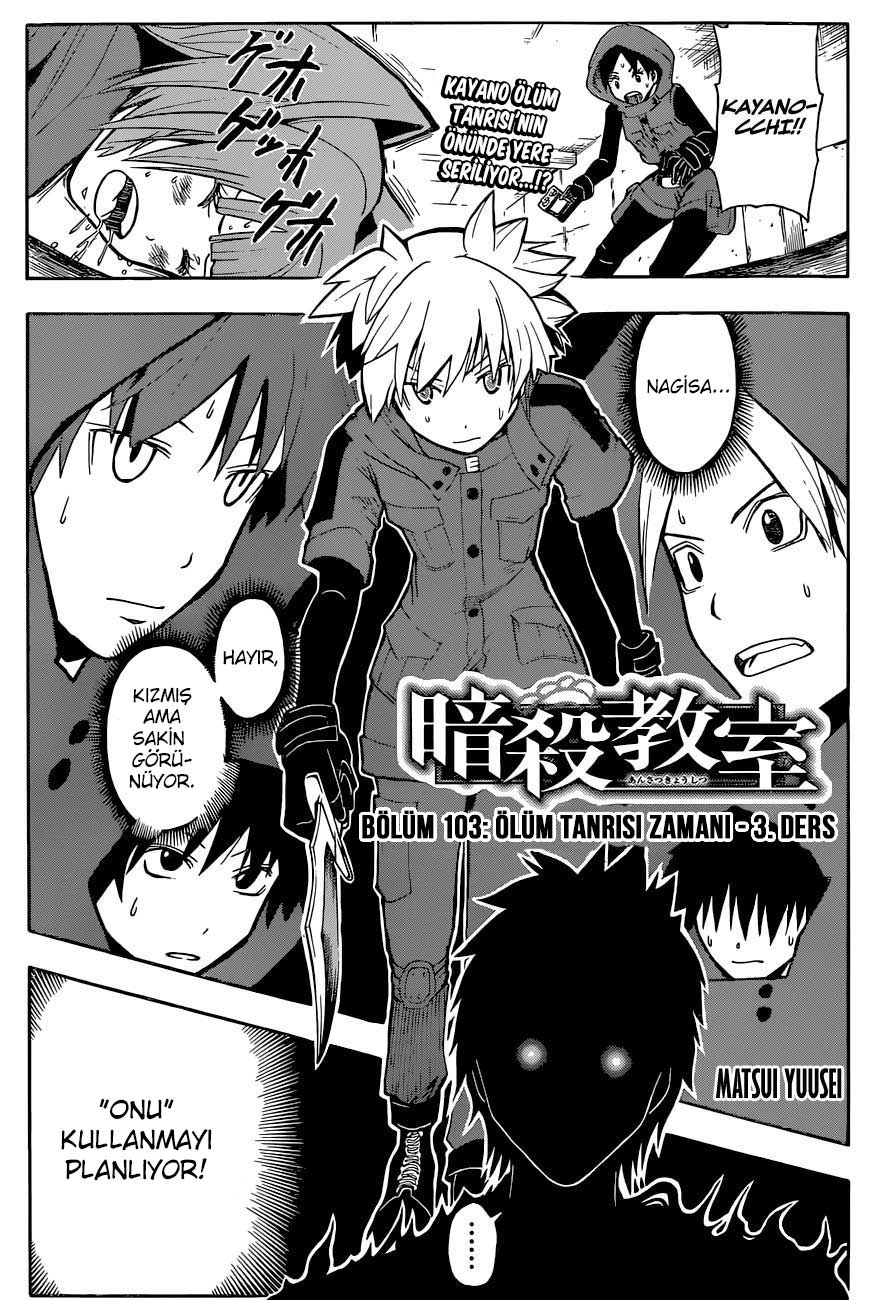 KAYANO-
CCHI!!
KAYANO ÖLÜM
TANRISI'NIN
ÖNÜNDE YERE
SERİLİYOR...!?
ゲホ
ゲッホ
ゲホ
NAGİSA...
HAYIR,
KIZMIŞ
AMA
SAKİN
GÖRÜ-
NÜYOR.
暗殺教室
あんさつきょうしつ
BÖLÜM 103: ÖLÜM TANRISI ZAMANI - 3. DERS
MATSUI YUUSEI
"ONU"
KULLANMAYI
PLANLIYOR!
......